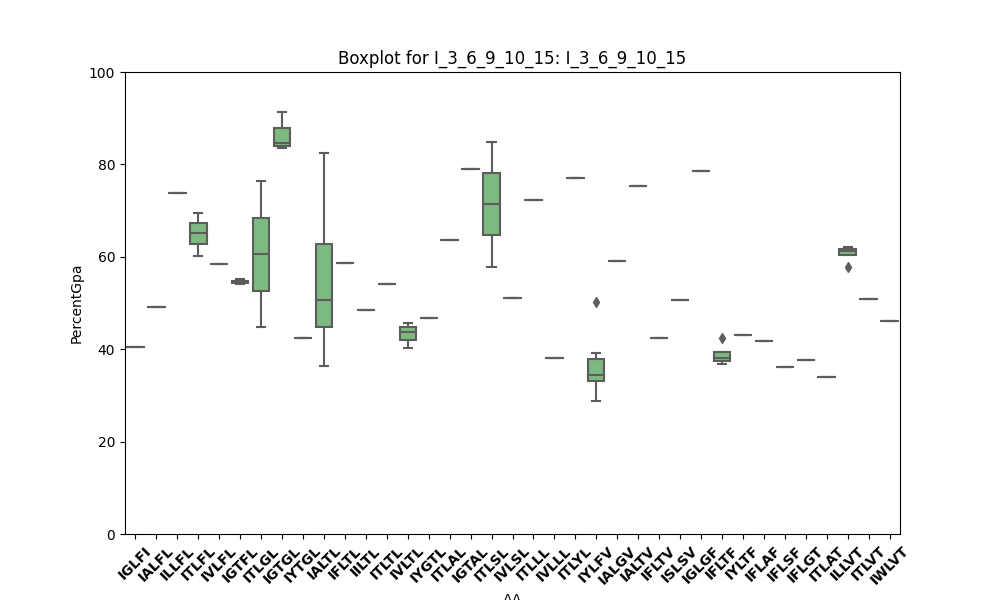 Boxplot for I_3_6_9_10_15: I_3_6_9_10_15
PercentGpa
100
80
60
40
20
0
IGLFI
IALFL
ILLFL
ITLFL
IVLFL
IGTFL
ITLGL
IGTGL
IYTGL
IALTL
IFLTL
IILTL
ITLTL
IVLTL
IYGTL
ITLAL
IGTAL
ITLSL
IVLSL
ITLLL
IVLLL
ITLYL
IYLFV
IALGV
IALTV
IFLTV
ISLSV
IGLGF
IFLTF
IYLTF
IFLAF
IFLSF
IFLGT
ITLAT
ILLVT
ITLVT
IWLVT
AA